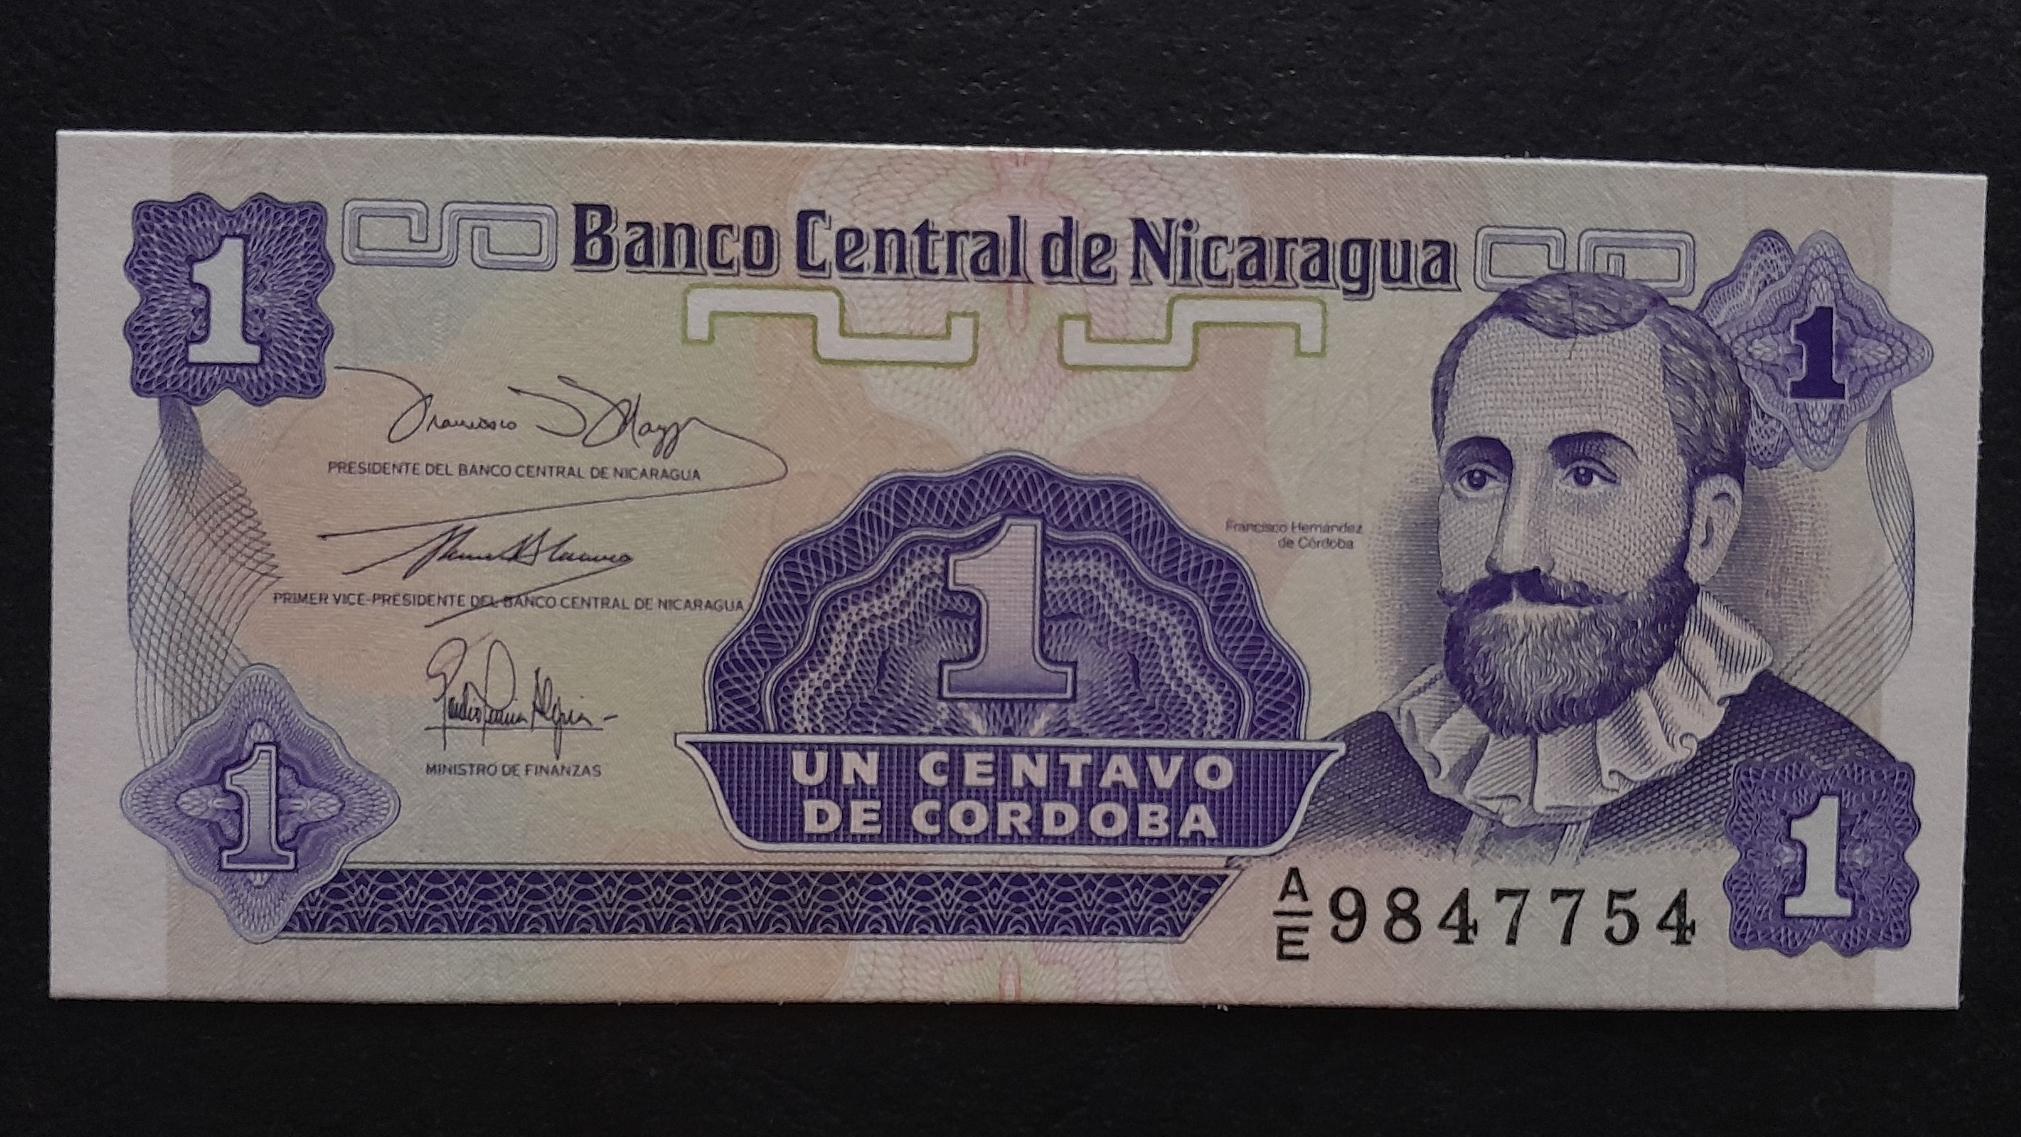 1
Banco Central de Nicaragua
1
PRESIDENTE DEL BANCO CENTRAL DE NICARAGUA
PRIMER VICE-PRESIDENTE DEL BANCO CENTRAL DE NICARAGUA
MINISTRO DE FINANZAS
Francisco Hernández
de Córdoba
1
1
UN CENTAVO
DE CORDOBA
A/E 9847754
1